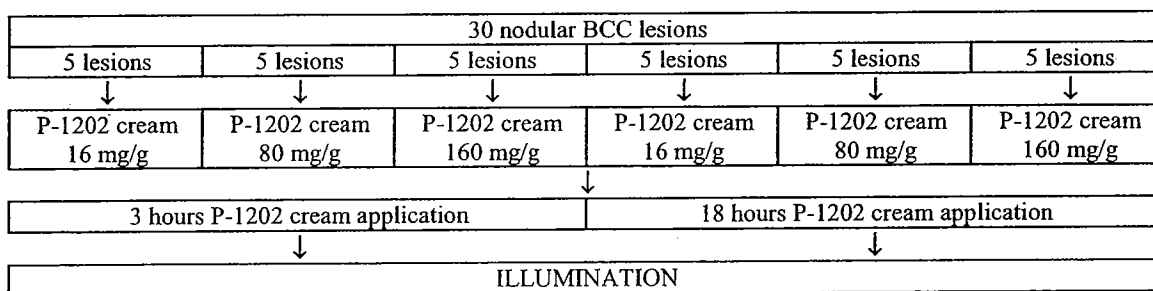 30 nodular BCC lesions
5 lesions 5 lesions 5 lesions 5 lesions 5 lesions 5 lesions
P-1202 cream P-1202 cream P-1202 cream P-1202 cream P-1202 cream P-1202 cream
16 mg/g 80 mg/g 160 mg/g 16 mg/g 80 mg/g 160 mg/g
3 hours P-1202 cream application 18 hours P-1202 cream application
ILLUMINATION